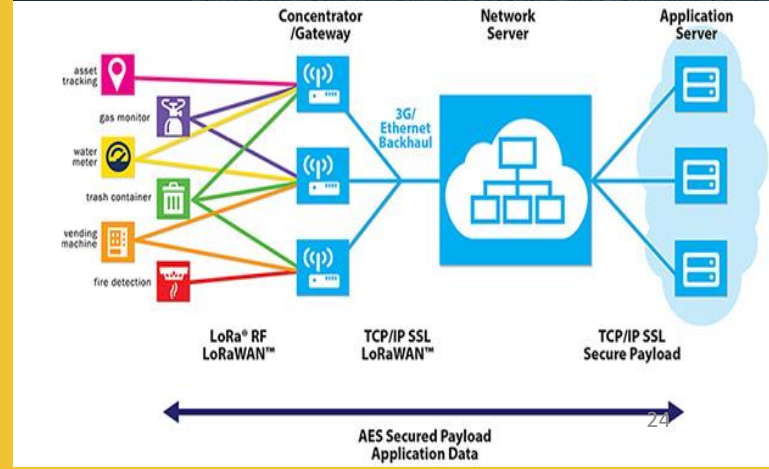 Concentrator
/Gateway
Network
Server
Application
Server
asset
tracking
gas monitor
water
meter
trash container
vending
machine
fire detection
3G/
Ethernet
Backhaul
LoRa® RF
LoRaWAN™
TCP/IP SSL
LoRaWAN™
TCP/IP SSL
Secure Payload
24
AES Secured Payload
Application Data